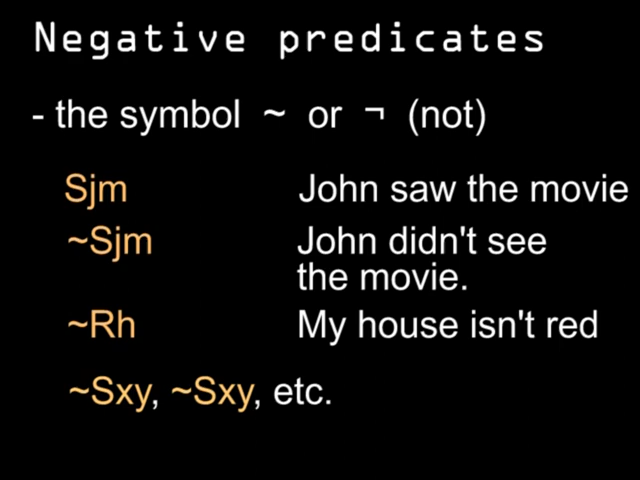 Negative predicates
- the symbol ~ or ¬ (not)
Sjm John saw the movie
~Sjm John didn't see
the movie.
~Rh My house isn't red
~Sxy, ~Sxy, etc.